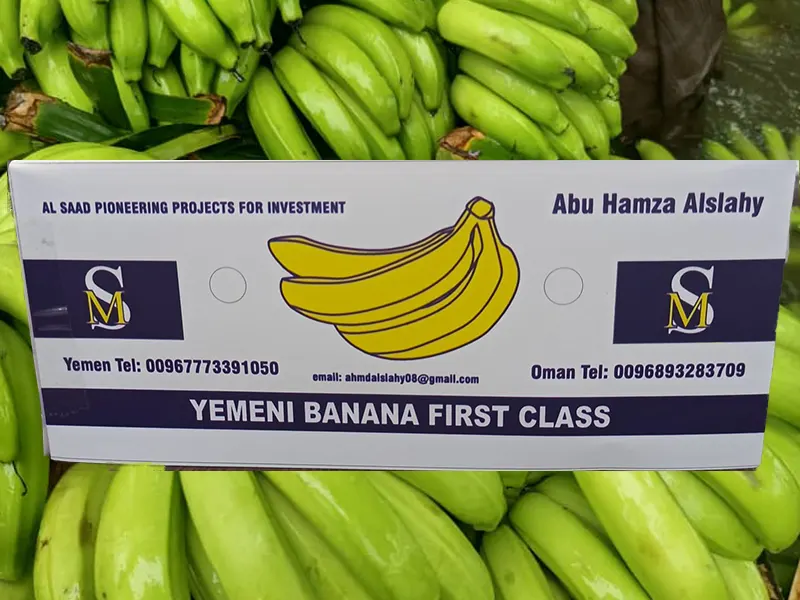 AL SAAD PIONEERING PROJECTS FOR INVESTMENT
Abu Hamza Alslahy
SM
SM
Yemen Tel: 00967773391050
email: ahmdalslahy08@gmail.com
Oman Tel: 0096893283709
YEMENI BANANA FIRST CLASS